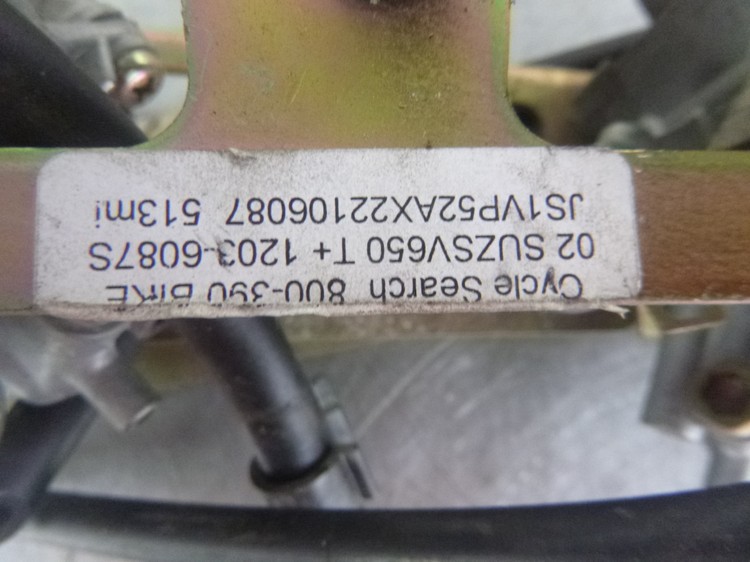 Cycle Search 800-390 BIKE
02 SUZSV650 T+ 1203-6087S
JS1VP52AX22106087 513mi